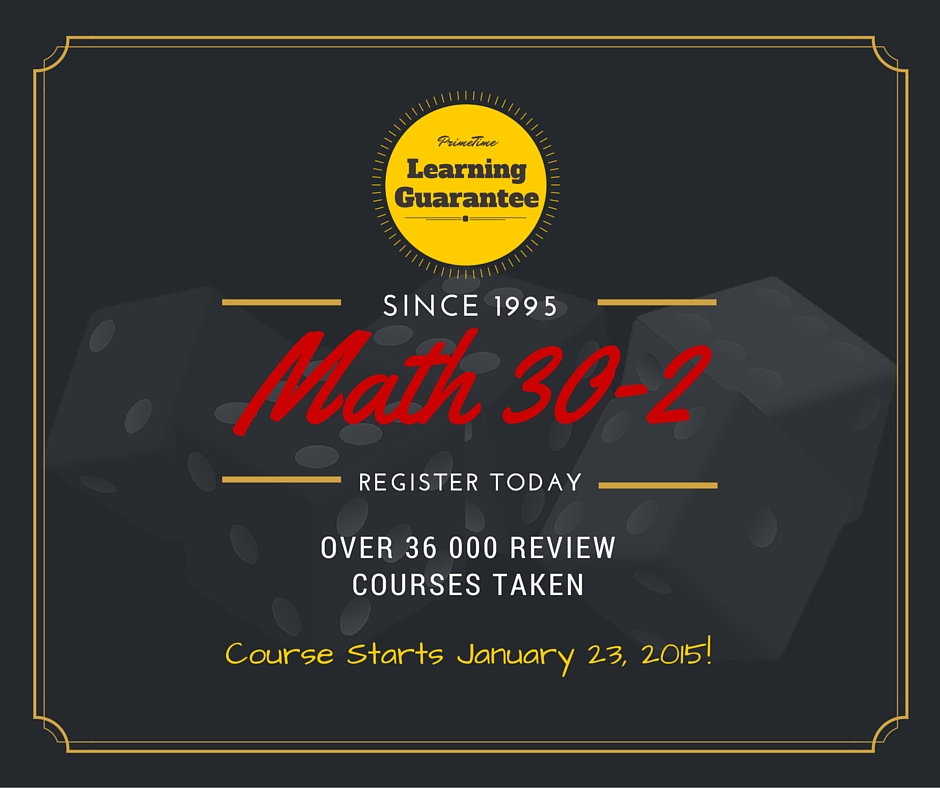 PrimeTime
Learning
Guarantee
SINCE 1995
Math 30-2
REGISTER TODAY
OVER 36 000 REVIEW
COURSES TAKEN
Course Starts January 23, 2015!